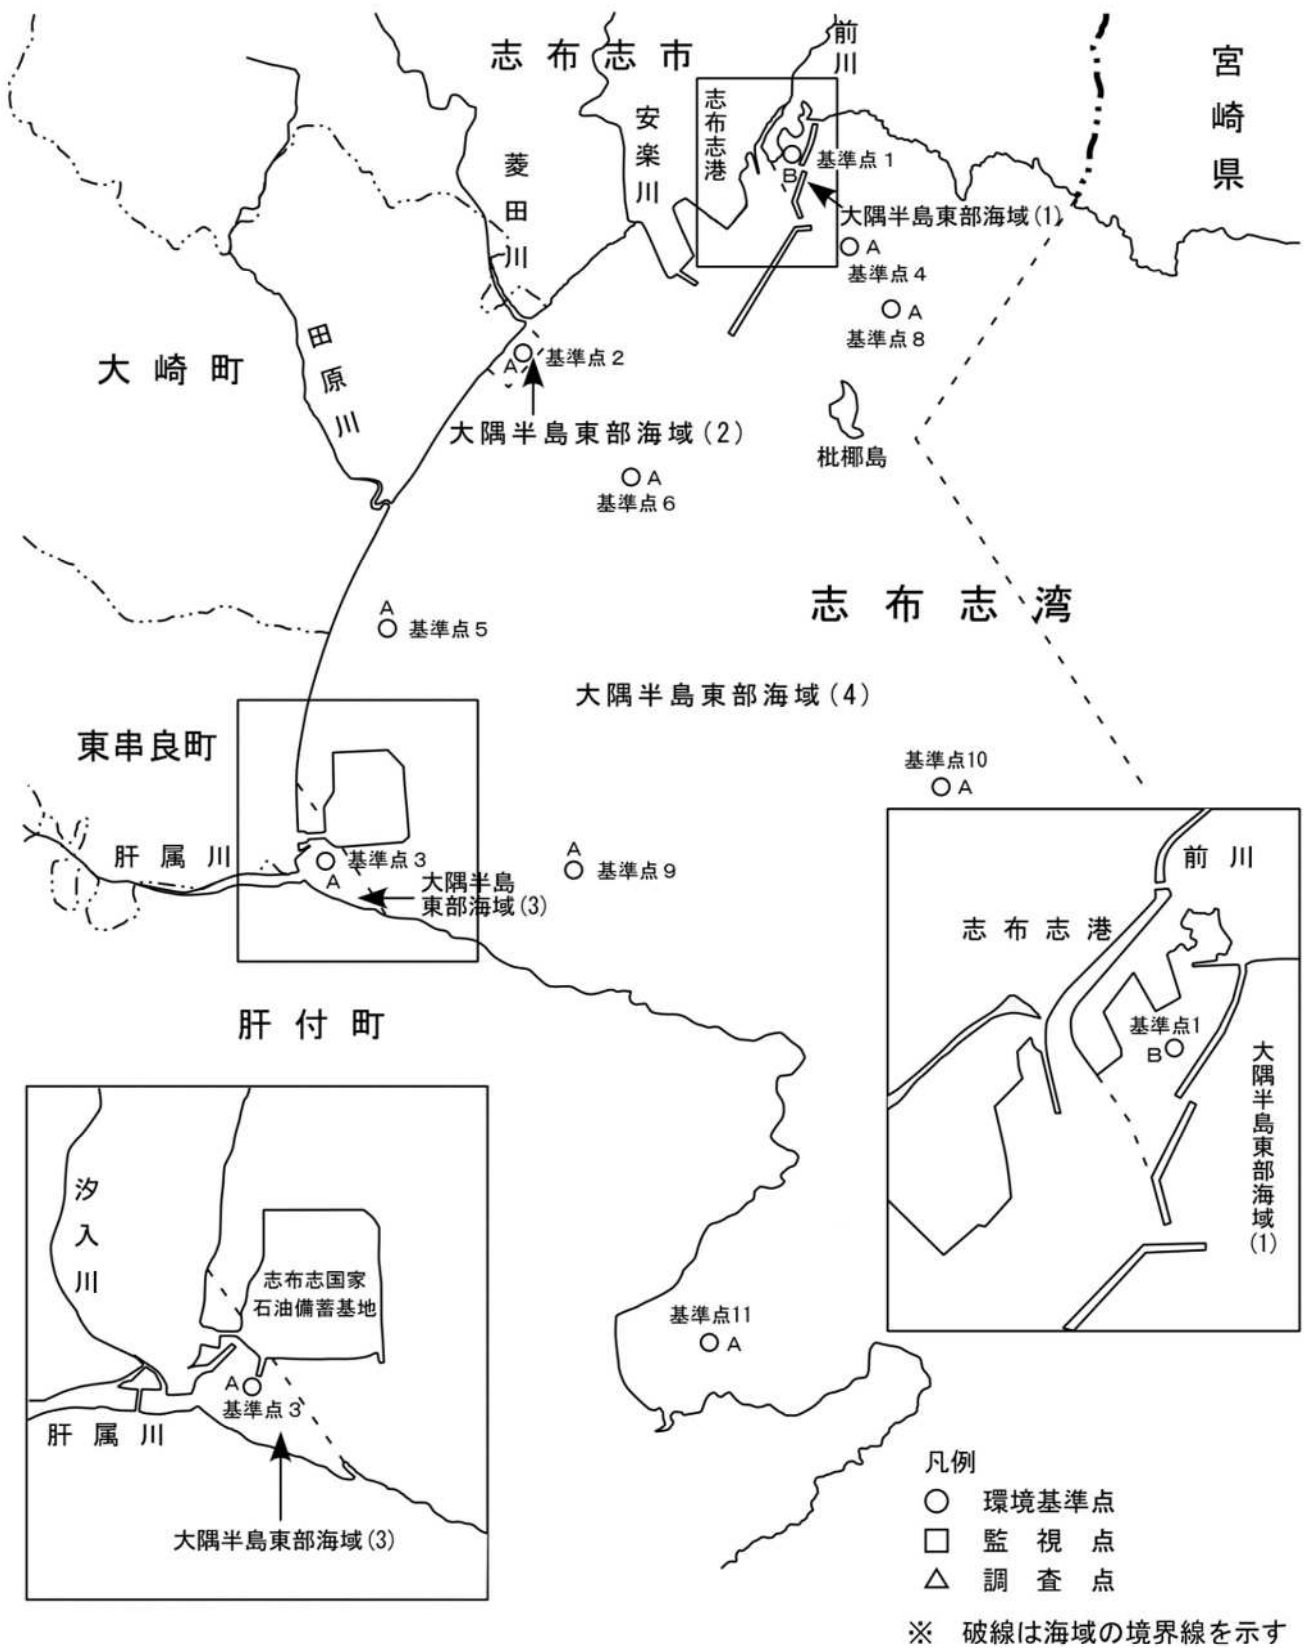 志布志市
前川
宮崎県
志布志港
安楽川
菱田川
基準点1
B
大隅半島東部海域(1)
A
基準点4
A
基準点8
田原川
大崎町
A
基準点2
大隅半島東部海域(2)
枇椰島
A
基準点6
志布志湾
A
基準点5
大隅半島東部海域(4)
東串良町
基準点10
A
肝属川
基準点3
A
大隅半島
東部海域(3)
A
基準点9
肝付町
前川
志布志港
基準点1
B
大隅半島東部海域(1)
汐入川
志布志国家
石油備蓄基地
A
基準点3
肝属川
大隅半島東部海域(3)
基準点11
A
凡例
環境基準点
監視点
調査点
※ 破線は海域の境界線を示す